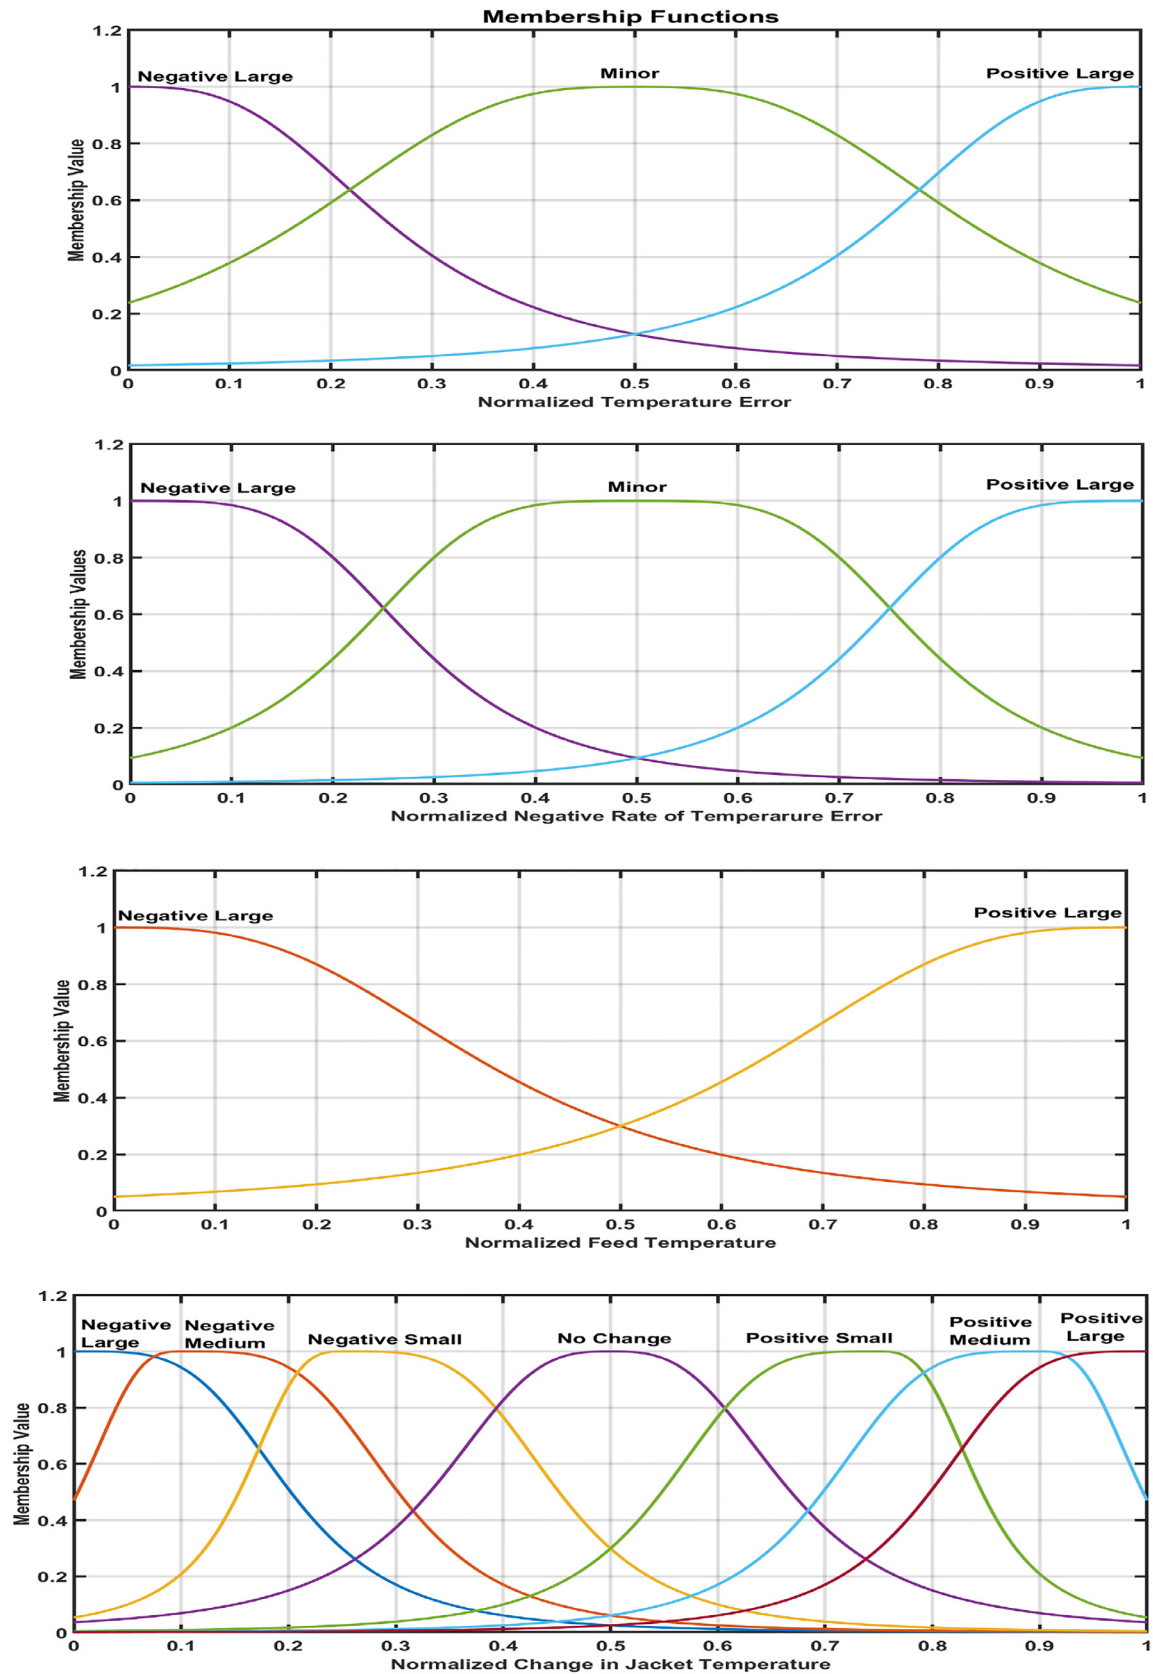 Membership Functions
1.2
Negative Large Minor Positive Large
1
0.8
0.6
0.4
0.2
0
Membership Value
0 0.1 0.2 0.3 0.4 0.5 0.6 0.7 0.8 0.9 1
Normalized Temperature Error
1.2
Negative Large Minor Positive Large
1
0.8
0.6
0.4
0.2
0
Membership Values
0 0.1 0.2 0.3 0.4 0.5 0.6 0.7 0.8 0.9 1
Normalized Negative Rate of Temperarure Error
1.2
Negative Large Positive Large
1
0.8
0.6
0.4
0.2
0
Membership Value
0 0.1 0.2 0.3 0.4 0.5 0.6 0.7 0.8 0.9 1
Normalized Feed Temperature
1.2
Negative Large
Negative Medium
Negative Small
No Change
Positive Small
Positive Medium
Positive Large
1
0.8
0.6
0.4
0.2
0
Membership Value
0 0.1 0.2 0.3 0.4 0.5 0.6 0.7 0.8 0.9 1
Normalized Change in Jacket Temperature